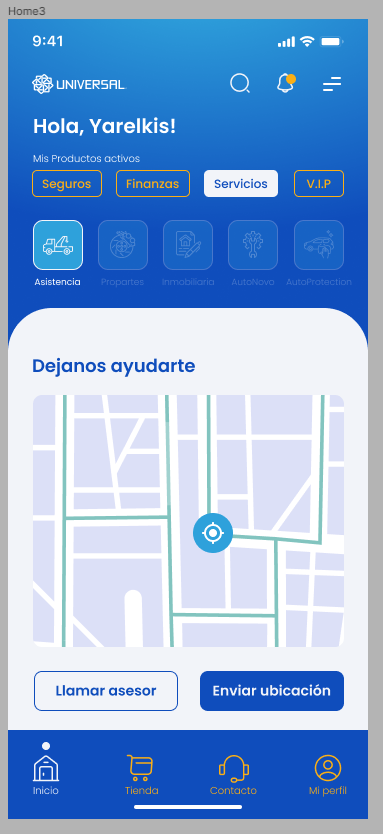 Home3
9:41
UNIVERSAL
Hola, Yarelkis!
Mis Productos activos
Seguros Finanzas Servicios V.I.P
Asistencia Propartes Inmobiliaria AutoNovo AutoProtection
Dejanos ayudarte
Llamar asesor Enviar ubicación
Inicio Tienda Contacto Mi perfil